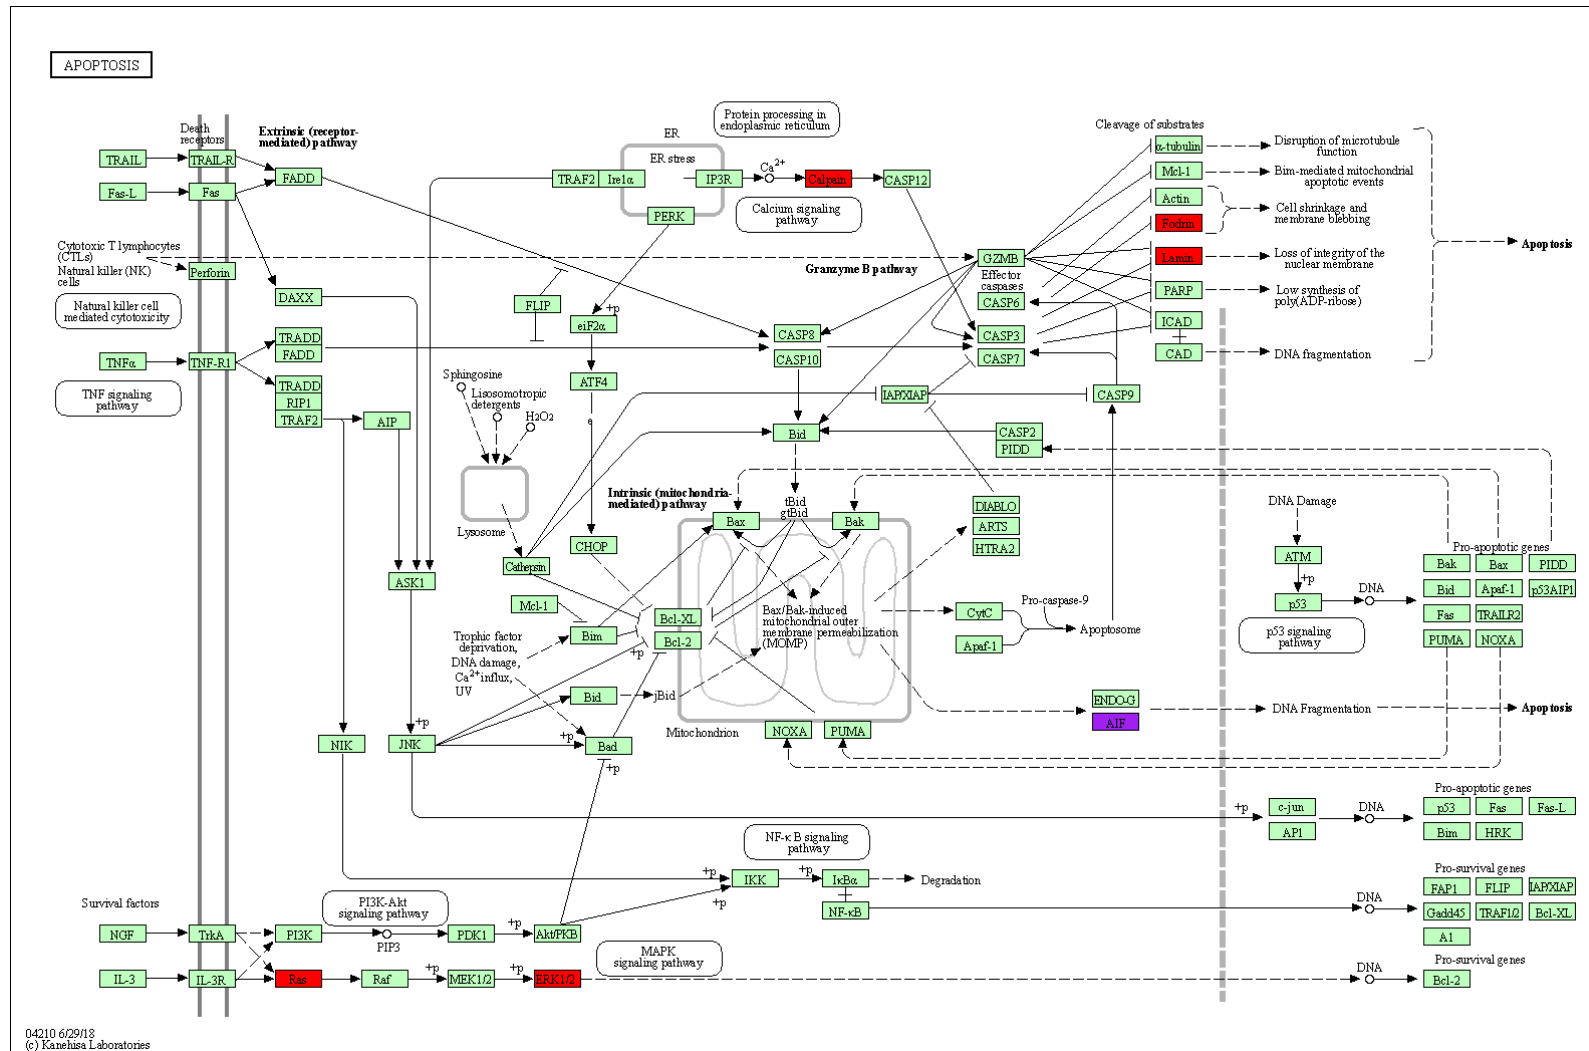 APOPTOSIS
Death
receptors
Extrinsic (receptor-
mediated) pathway
TRAIL
TRAIL-R
Fas-L
Fas
FADD
ER
ER stress
Protein processing in
endoplasmic reticulum
TRAF2
Ire1α
IP3R
Ca2+
Calpain
CASP12
PERK
Calcium signaling
pathway
Cleavage of substrates
α-tubulin
Disruption of microtubule
function
Mcl-1
Bim-mediated mitochondrial
apoptotic events
Actin
Fodrin
Cell shrinkage and
membrane blebbing
Lamin
Loss of integrity of the
nuclear membrane
PARP
Low synthesis of
poly(ADP-ribose)
ICAD
CAD
DNA fragmentation
Apoptosis
Cytotoxic T lymphocytes
(CTLs)
Natural killer (NK)
cells
Perforin
Natural killer cell
mediated cytotoxicity
DAXX
Granzyme B pathway
GZMB
Effector
caspases
CASP6
CASP3
CASP7
FLIP
+p
eiF2α
CASP8
CASP10
TNFα
TNF-R1
TRADD
FADD
TNF signaling
pathway
TRADD
RIP1
TRAF2
AIP
Sphingosine
Lisosomotropic
detergents
H2O2
ATF4
e
IAP/XIAP
CASP9
Bid
CASP2
PIDD
Lysosome
Cathepsin
CHOP
Intrinsic (mitochondria-
mediated) pathway
tBid
gtBid
Bax
Bak
DIABLO
ARTS
HTRA2
DNA Damage
ATM
+p
p53
DNA
p53 signaling
pathway
Pro-apoptotic genes
Bak
Bax
PIDD
Bid
Apaf-1
p53AIP1
Fas
TRAILR2
PUMA
NOXA
ASK1
Mcl-1
Bim
Bcl-XL
Bcl-2
+p
Bax/Bak-induced
mitochondrial outer
membrane permeabilization
(MOMP)
CytC
Apaf-1
Pro-caspase-9
Apoptosome
Trophic factor
deprivation,
DNA damage,
Ca2+ influx,
UV
Bid
jBid
Mitochondrion
NOXA
PUMA
ENDO-G
AIF
DNA Fragmentation
Apoptosis
NIK
+p
JNK
+p
Bad
+p
+p
c-jun
AP1
DNA
Pro-apoptotic genes
p53
Fas
Fas-L
Bim
HRK
NF-κB signaling
pathway
+p
IKK
+p
+p
IκBα
Degradation
NF-κB
DNA
Pro-survival genes
FAP1
FLIP
IAP/XIAP
Gadd45
TRAF1/2
Bcl-XL
A1
Survival factors
PI3K-Akt
signaling pathway
NGF
TrkA
PI3K
PIP3
PDK1
+p
Akt/PKB
MAPK
signaling pathway
IL-3
IL-3R
Ras
Raf
+p
MEK1/2
+p
ERK1/2
DNA
Pro-survival genes
Bcl-2
04210 6/29/18
(c) Kanehisa Laboratories